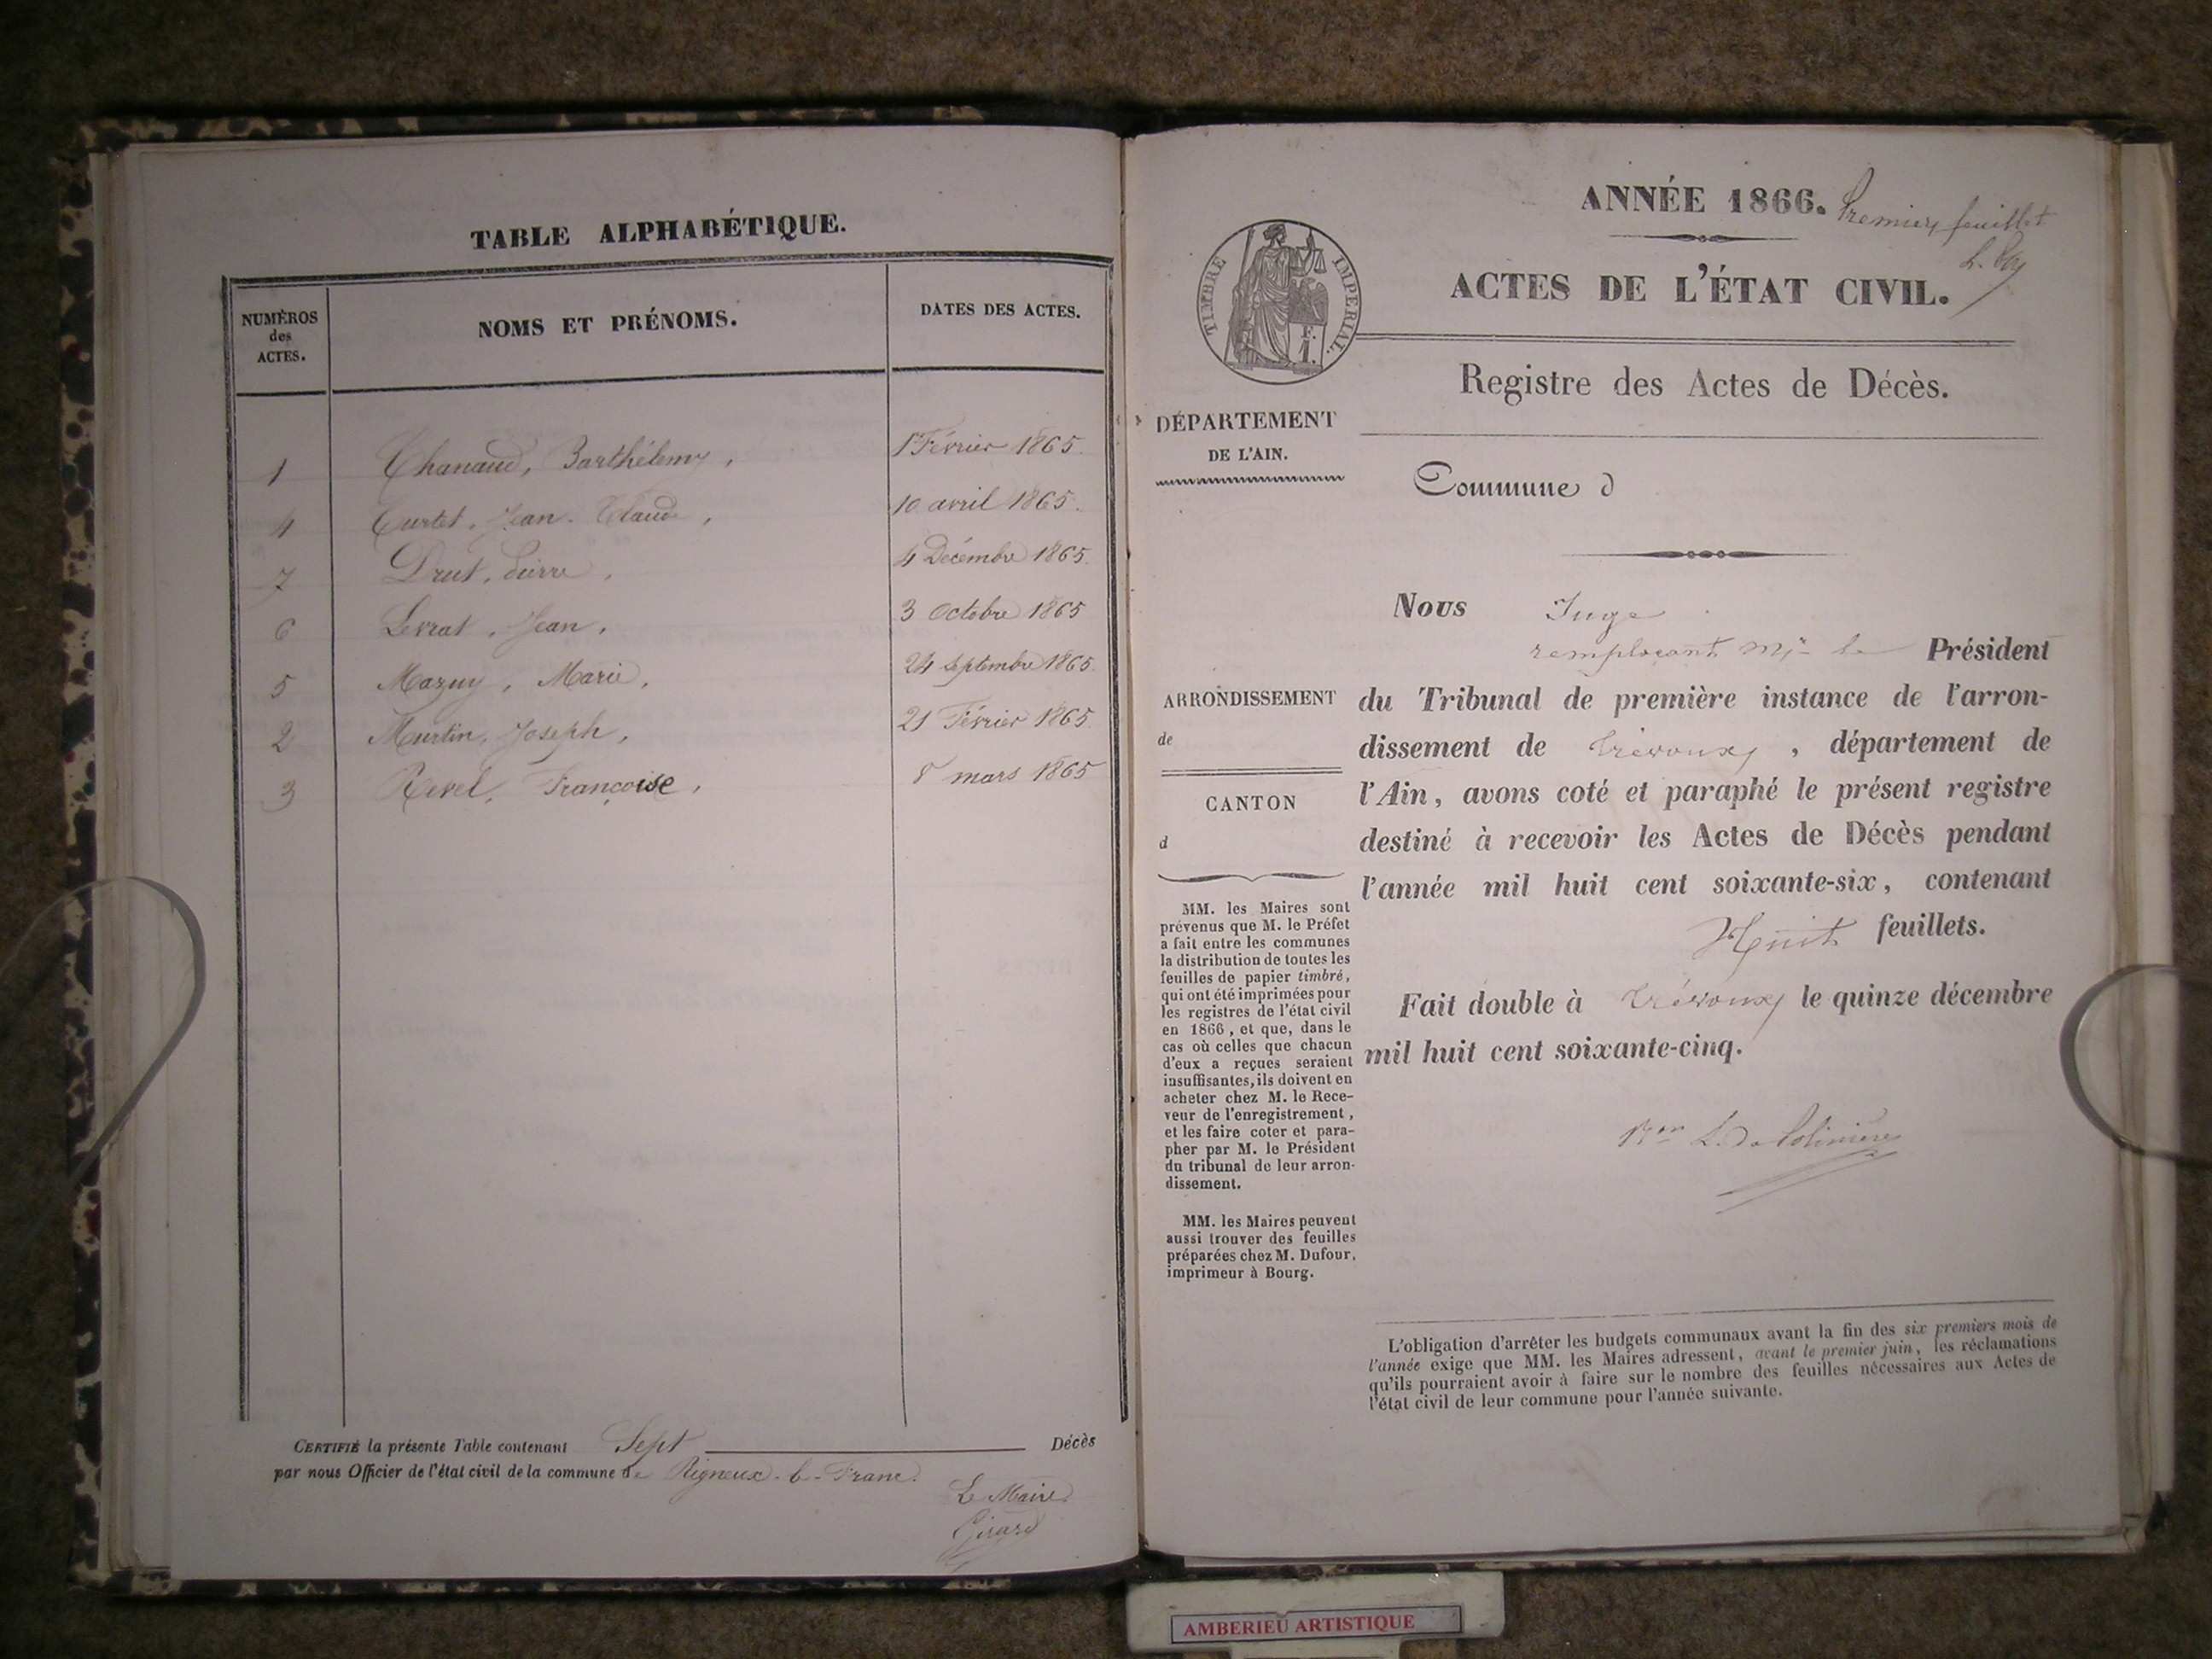 TABLE ALPHABÉTIQUE.
NUMÉROS
des
ACTES.
NOMS ET PRÉNOMS.
DATES DES ACTES.
1 Chanaud, Barthélemy, 1er Février 1865.
4 Curtet, Jean-Claude, 10 avril 1865.
7 Drut, Pierre, 4 Décembre 1865.
6 Levrat, Jean, 3 Octobre 1865
5 Mazuy, Marie, 24 Septembre 1865.
2 Murtin, Joseph, 21 Février 1865.
3 Revel, Françoise, 8 mars 1865
CERTIFIÉ la présente Table contenant Sept Décès
par nous Officier de l'état civil de la commune de Rigneux-le-Franc.
Le Maire
Girard
ANNÉE 1866. Premier feuillet
ACTES DE L'ÉTAT CIVIL.
TIMBRE IMPÉRIAL.
F.
1.
Registre des Actes de Décès.
DÉPARTEMENT
DE L'AIN.
Commune d
ARRONDISSEMENT
de
CANTON
d
MM. les Maires sont
prévenus que M. le Préfet
a fait entre les communes
la distribution de toutes les
feuilles de papier timbré,
qui ont été imprimées pour
les registres de l'état civil
en 1866, et que, dans le
cas où celles que chacun
d'eux a reçues seraient
insuffisantes, ils doivent en
acheter chez M. le Rece-
veur de l'enregistrement,
et les faire coter et para-
pher par M. le Président
du tribunal de leur arron-
dissement.
MM. les Maires peuvent
aussi trouver des feuilles
préparées chez M. Dufour,
imprimeur à Bourg.
Nous Juge
remplaçant Mr le Président
du Tribunal de première instance de l'arron-
dissement de Trévoux, département de
l'Ain, avons coté et paraphé le présent registre
destiné à recevoir les Actes de Décès pendant
l'année mil huit cent soixante-six, contenant
Huit feuillets.
Fait double à Trévoux le quinze décembre
mil huit cent soixante-cinq.
L'obligation d'arrêter les budgets communaux avant la fin des six premiers mois de
l'année exige que MM. les Maires adressent, avant le premier juin, les réclamations
qu'ils pourraient avoir à faire sur le nombre des feuilles nécessaires aux Actes de
l'état civil de leur commune pour l'année suivante.
AMBERIEU ARTISTIQUE